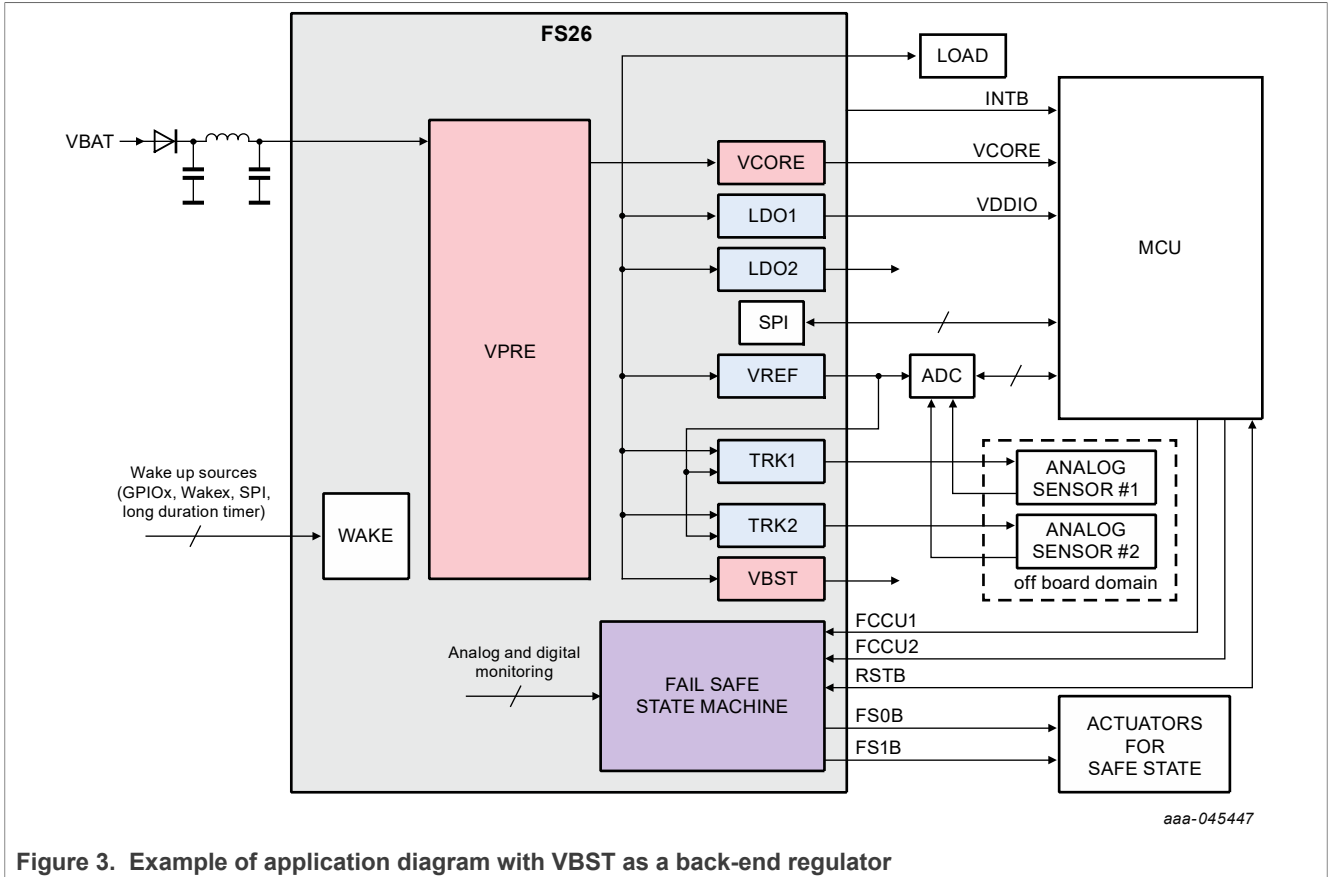 FS26
LOAD
INTB
VBAT
VCORE
VCORE
LDO1
VDDIO
MCU
LDO2
SPI
VPRE
VREF
ADC
TRK1
ANALOG
SENSOR #1
Wake up sources
(GPIOx, Wakex, SPI,
long duration timer)
WAKE
TRK2
ANALOG
SENSOR #2
VBST
off board domain
FCCU1
FCCU2
RSTB
Analog and digital
monitoring
FAIL SAFE
STATE MACHINE
FS0B
FS1B
ACTUATORS
FOR
SAFE STATE
aaa-045447
Figure 3. Example of application diagram with VBST as a back-end regulator